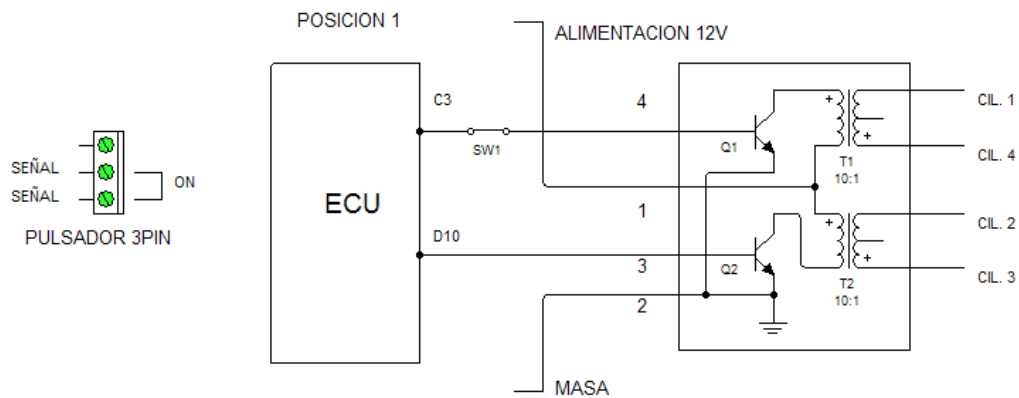 POSICION 1
ALIMENTACION 12V
C3
4
CIL. 1
SW1
Q1
T1
10:1
CIL. 4
SEÑAL
SEÑAL
ON
PULSADOR 3PIN
ECU
1
D10
CIL. 2
3
Q2
T2
10:1
CIL. 3
2
MASA